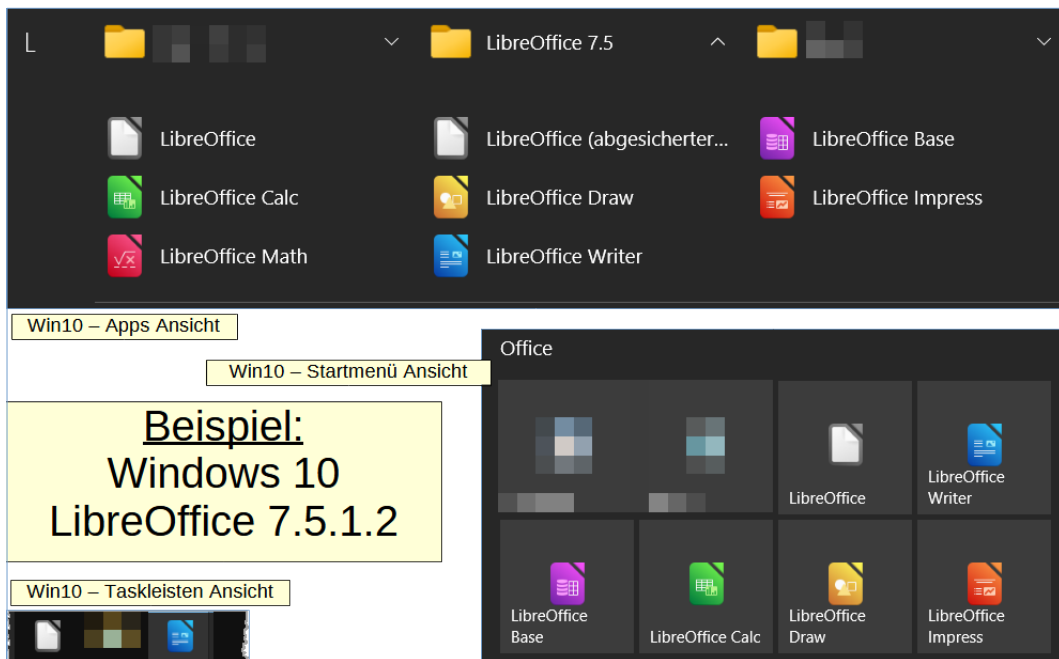 L
LibreOffice 7.5
LibreOffice
LibreOffice (abgesicherter...
LibreOffice Base
LibreOffice Calc
LibreOffice Draw
LibreOffice Impress
LibreOffice Math
LibreOffice Writer
Win10 – Apps Ansicht
Win10 – Startmenü Ansicht
Beispiel:
Windows 10
LibreOffice 7.5.1.2
Win10 – Taskleisten Ansicht
Office
LibreOffice
LibreOffice
Writer
LibreOffice
Base
LibreOffice Calc
LibreOffice
Draw
LibreOffice
Impress